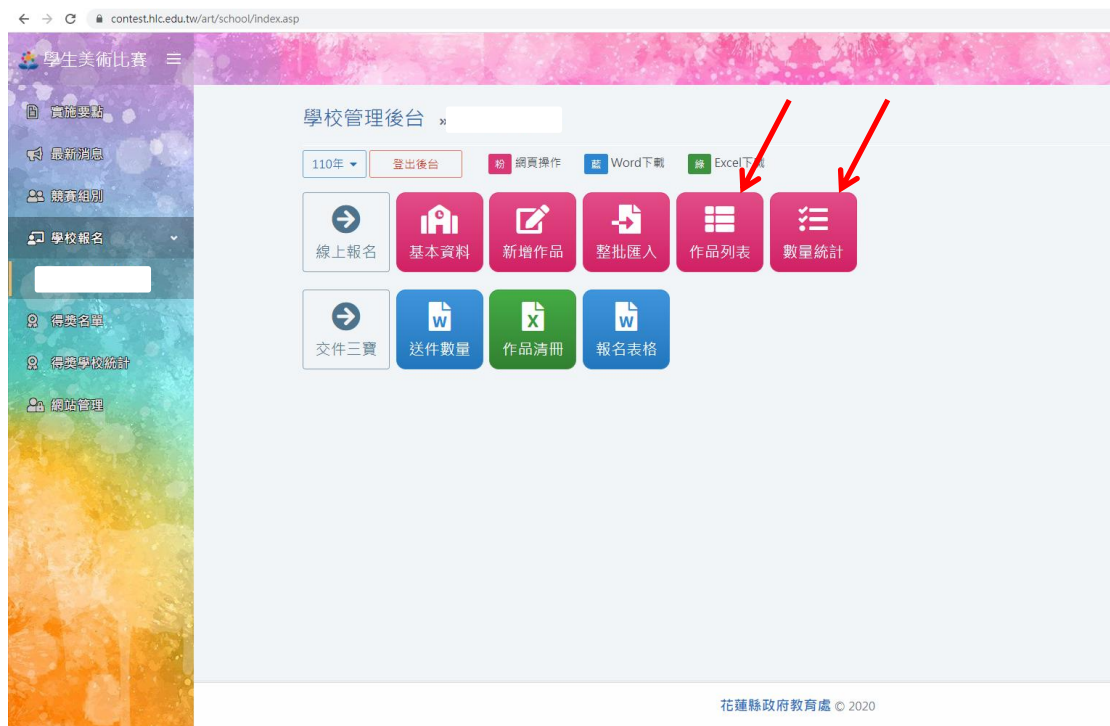 contest.hlc.edu.tw/art/school/index.asp
學生美術比賽
實施要點
最新消息
競賽組別
學校報名
得獎名單
得獎學校統計
網站管理
學校管理後台 »
110年 登出後台 粉 網頁操作 藍 Word下載 綠 Excel下載
線上報名 基本資料 新增作品 整批匯入 作品列表 數量統計
交件三寶 送件數量 作品清冊 報名表格
花蓮縣政府教育處 © 2020